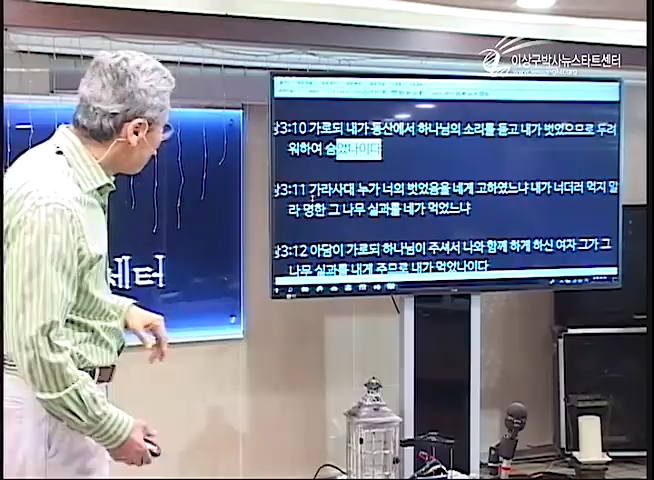 이상구박사뉴스타트센터
3:10 가로되 내가 동산에서 하나님의 소리를 듣고 내가 벗었으므로 두려
워하여 숨었나이다
3:11 가라사대 누가 너의 벗었음을 네게 고하였느냐 내가 너더러 먹지 말
라 명한 그 나무 실과를 네가 먹었느냐
3:12 아담이 가로되 하나님이 주셔서 나와 함께 하게 하신 여자 그가 그
나무 실과를 내게 주므로 내가 먹었나이다
센터